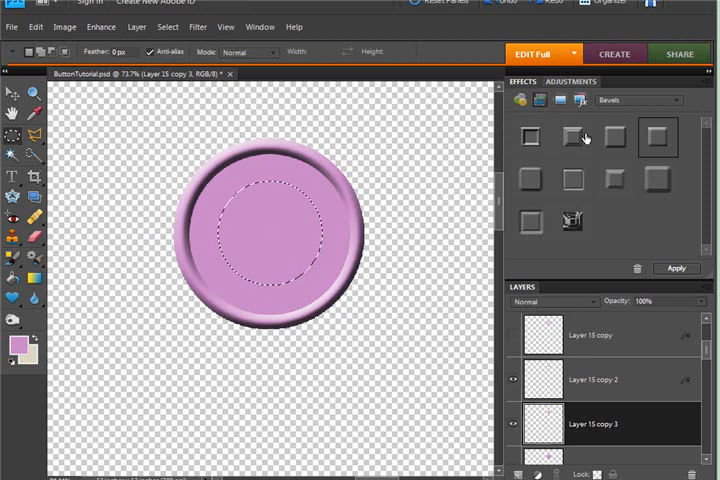 Sign In Create New Adobe ID Reset Panels Undo Redo Organizer
File Edit Image Enhance Layer Select Filter View Window Help
Feather: 0 px Anti-alias Mode: Normal Width: Height: EDIT Full CREATE SHARE
ButtonTutorial.psd @ 73.7% (Layer 15 copy 3, RGB/8) * ×
EFFECTS ADJUSTMENTS
Bevels
Apply
LAYERS
Normal Opacity: 100%
Layer 15 copy
Layer 15 copy 2
Layer 15 copy 3
Lock: